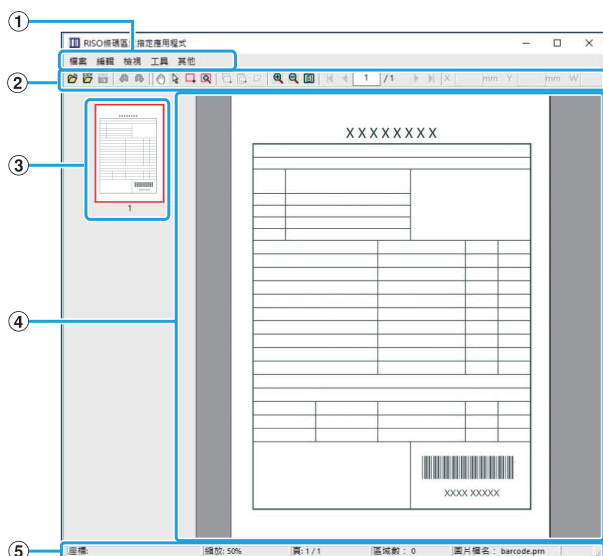 ①
RISO條碼區域指定應用程式
檔案 編輯 檢視 工具 其他
②
1 /1 X mm Y mm W
③
1
XXXXXXXX
④
XXXX XXXXX
⑤
座標: 縮放: 50% 頁: 1 / 1 區域數： 0 圖片檔名： barcode.prn